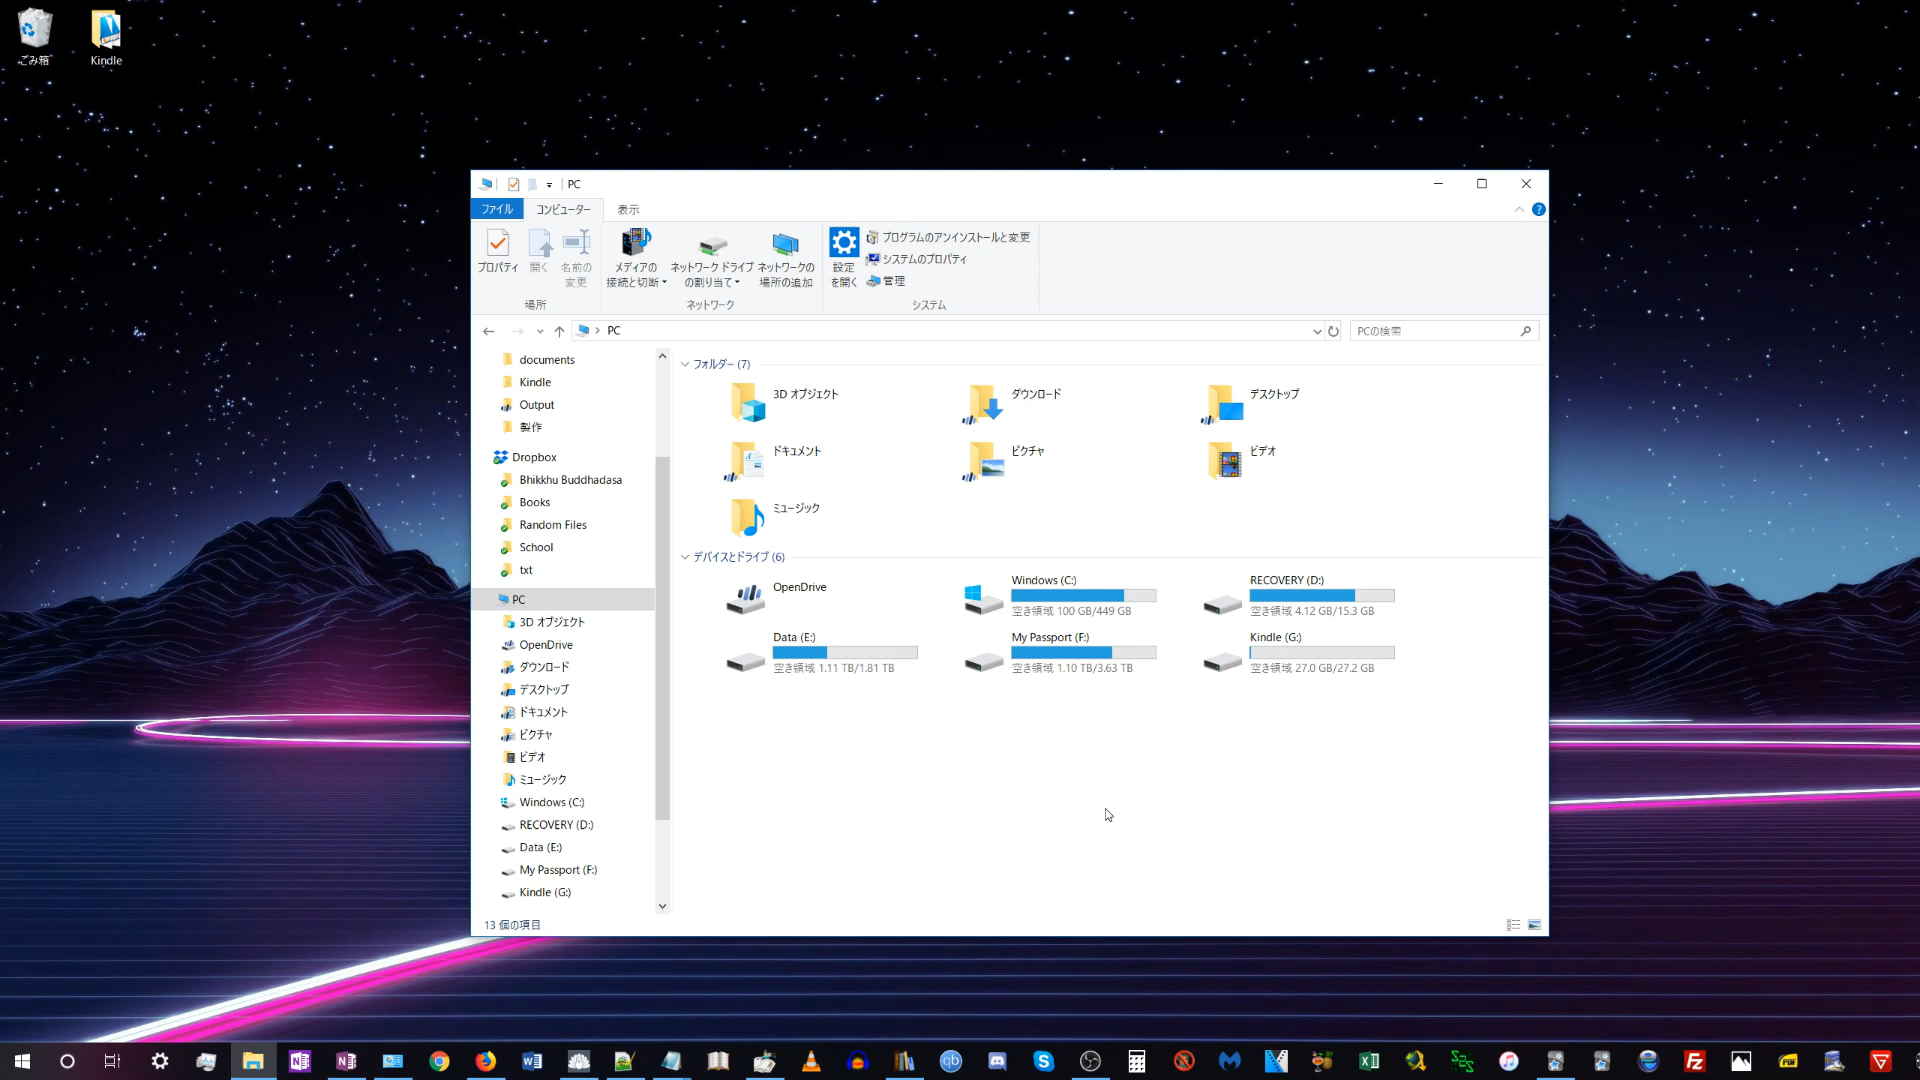 ごみ箱
Kindle
PC
ファイル
コンピューター
表示
プロパティ
開く
名前の
変更
メディアの
接続と切断
ネットワーク ドライブ
の割り当て
ネットワークの
場所の追加
設定
を開く
プログラムのアンインストールと変更
システムのプロパティ
管理
場所
ネットワーク
システム
PC
PCの検索
documents
Kindle
Output
製作
Dropbox
Bhikkhu Buddhadasa
Books
Random Files
School
txt
PC
3D オブジェクト
OpenDrive
ダウンロード
デスクトップ
ドキュメント
ピクチャ
ビデオ
ミュージック
Windows (C:)
RECOVERY (D:)
Data (E:)
My Passport (F:)
Kindle (G:)
フォルダー (7)
3D オブジェクト
ダウンロード
デスクトップ
ドキュメント
ピクチャ
ビデオ
ミュージック
デバイスとドライブ (6)
OpenDrive
Windows (C:)
空き領域 100 GB/449 GB
RECOVERY (D:)
空き領域 4.12 GB/15.3 GB
Data (E:)
空き領域 1.11 TB/1.81 TB
My Passport (F:)
空き領域 1.10 TB/3.63 TB
Kindle (G:)
空き領域 27.0 GB/27.2 GB
13 個の項目